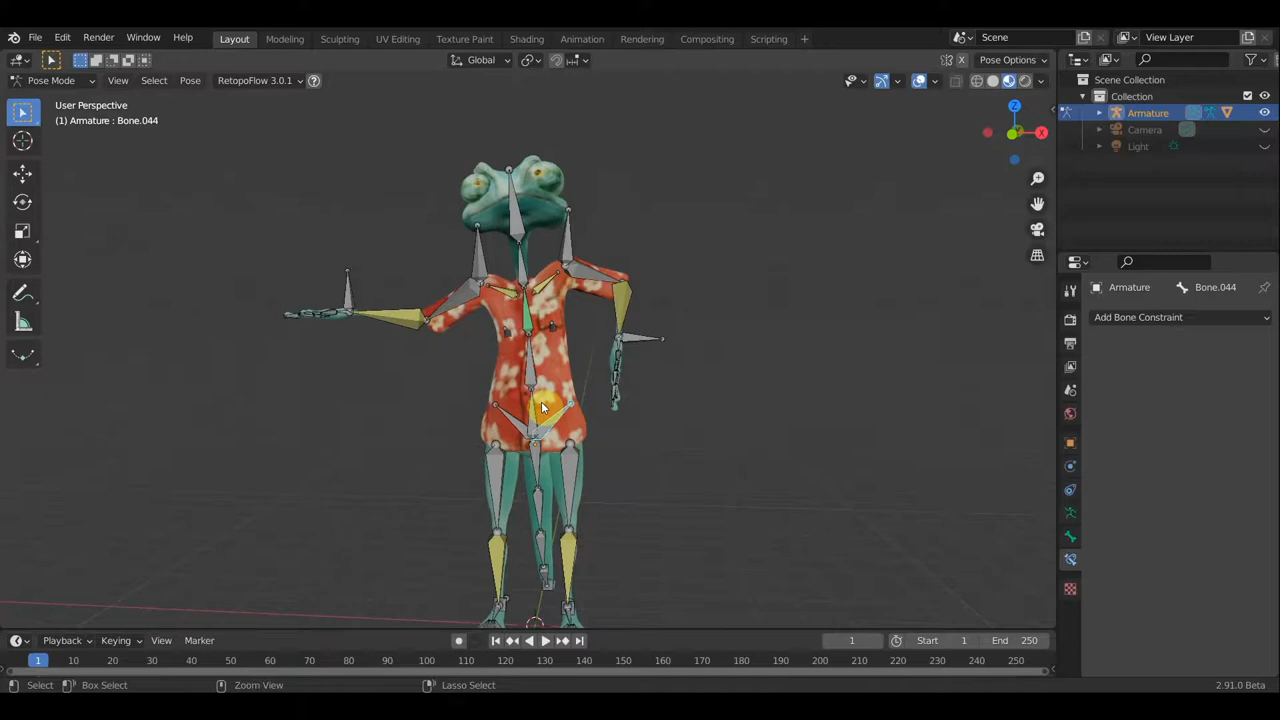 File Edit Render Window Help Layout Modeling Sculpting UV Editing Texture Paint Shading Animation Rendering Compositing Scripting + Scene View Layer
Global X Pose Options
Pose Mode View Select Pose RetopoFlow 3.0.1 ?
User Perspective
(1) Armature : Bone.044
Z
X
Scene Collection
Collection
Armature
Camera
Light
Armature > Bone.044
Add Bone Constraint
Playback Keying View Marker 1 Start 1 End 250
1 10 20 30 40 50 60 70 80 90 100 110 120 130 140 150 160 170 180 190 200 210 220 230 240 250
Select Box Select Zoom View Lasso Select 2.91.0 Beta